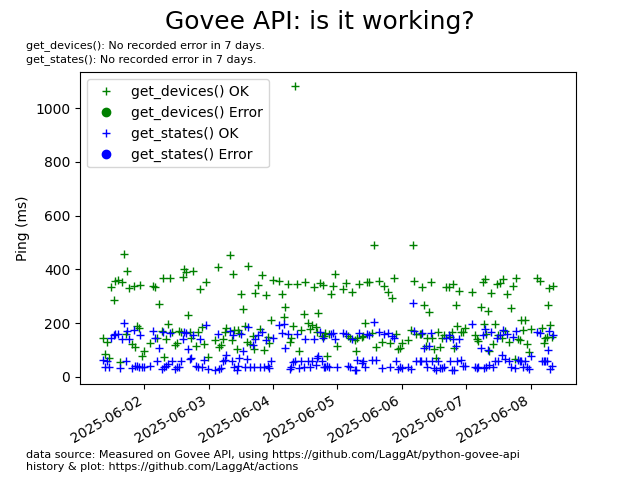 Govee API: is it working?
get_devices(): No recorded error in 7 days.
get_states(): No recorded error in 7 days.
get_devices() OK
get_devices() Error
get_states() OK
get_states() Error
Ping (ms)
1000
800
600
400
200
0
2025-06-02
2025-06-03
2025-06-04
2025-06-05
2025-06-06
2025-06-07
2025-06-08
data source: Measured on Govee API, using https://github.com/LaggAt/python-govee-api
history & plot: https://github.com/LaggAt/actions